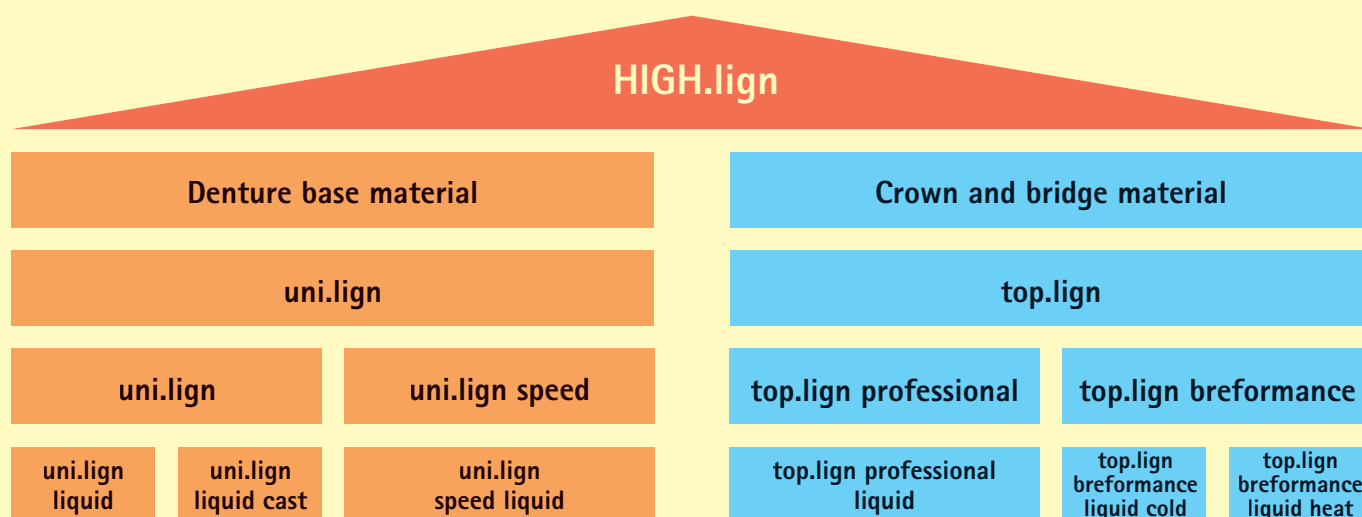 HIGH.lign
Denture base material
Crown and bridge material
uni.lign
top.lign
uni.lign
uni.lign speed
top.lign professional
top.lign breformance
uni.lign
liquid
uni.lign
liquid cast
uni.lign
speed liquid
top.lign professional
liquid
top.lign
breformance
liquid cold
top.lign
breformance
liquid heat